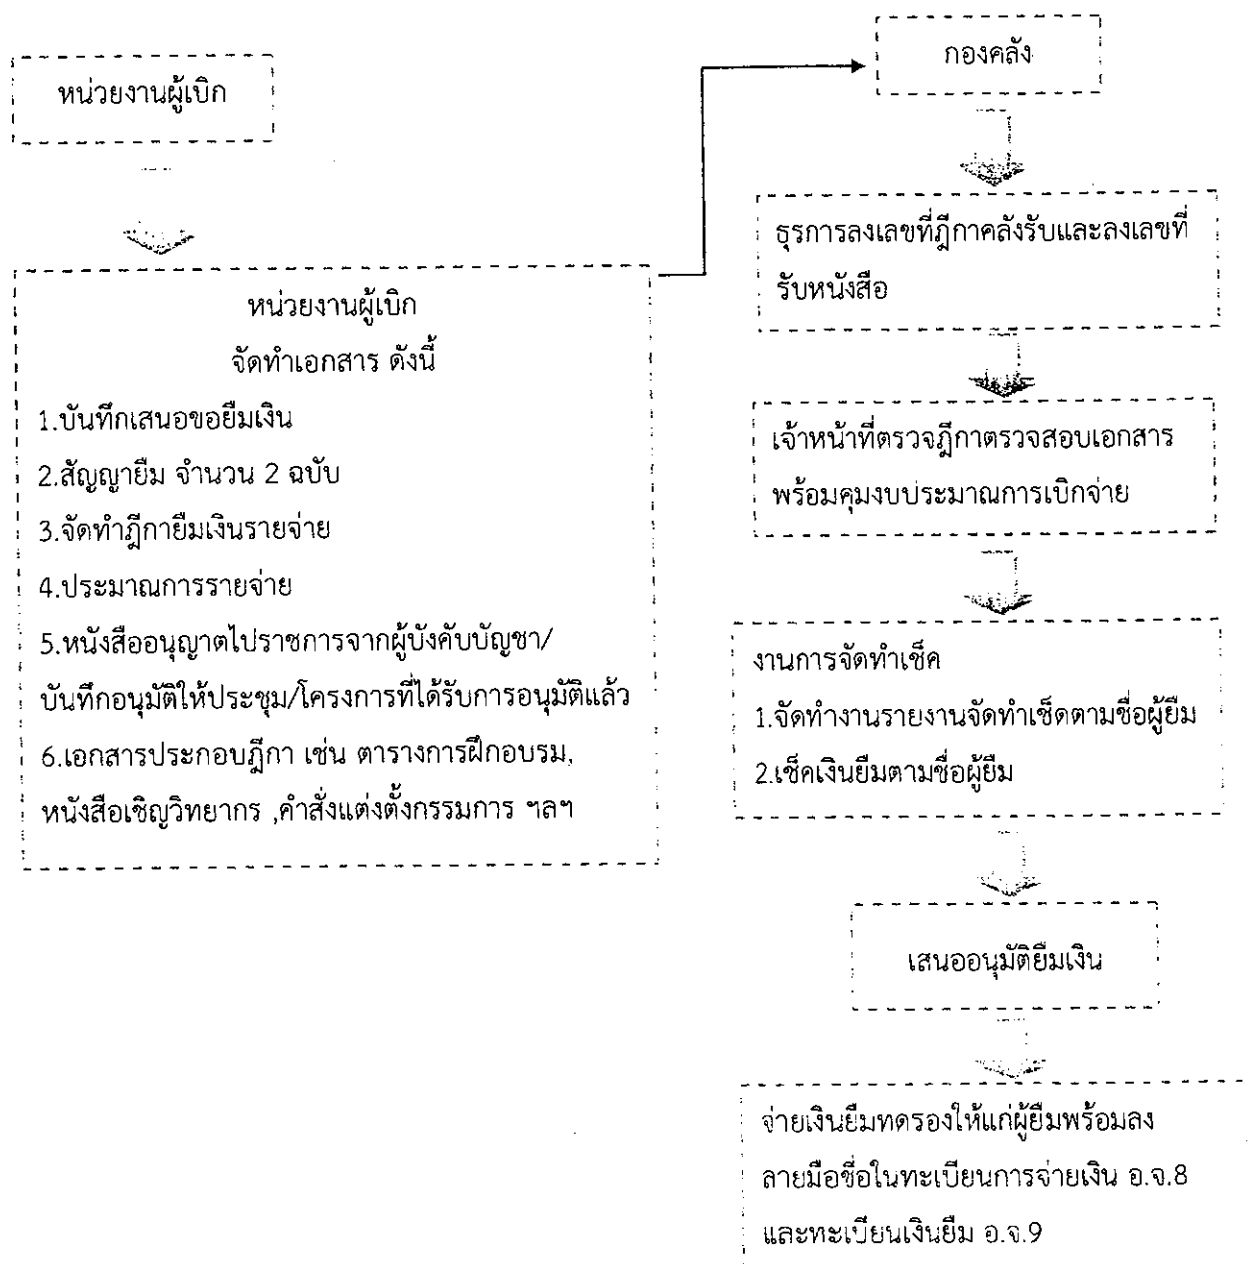 หน่วยงานผู้เบิก
หน่วยงานผู้เบิก
จัดทำเอกสาร ดังนี้
1.บันทึกเสนอขอยืมเงิน
2.สัญญายืม จำนวน 2 ฉบับ
3.จัดทำฎีกายืมเงินรายจ่าย
4.ประมาณการรายจ่าย
5.หนังสืออนุญาตไปราชการจากผู้บังคับบัญชา/
บันทึกอนุมัติให้ประชุม/โครงการที่ได้รับการอนุมัติแล้ว
6.เอกสารประกอบฎีกา เช่น ตารางการฝึกอบรม,
หนังสือเชิญวิทยากร ,คำสั่งแต่งตั้งกรรมการ ฯลฯ
กองคลัง
ธุรการลงเลขที่ฎีกาคลังรับและลงเลขที่
รับหนังสือ
เจ้าหน้าที่ตรวจฎีกาตรวจสอบเอกสาร
พร้อมคุมงบประมาณการเบิกจ่าย
งานการจัดทำเช็ค
1.จัดทำงานรายงานจัดทำเช็ดตามชื่อผู้ยืม
2.เช็คเงินยืมตามชื่อผู้ยืม
เสนออนุมัติยืมเงิน
จ่ายเงินยืมทดรองให้แก่ผู้ยืมพร้อมลง
ลายมือชื่อในทะเบียนการจ่ายเงิน อ.จ.8
และทะเบียนเงินยืม อ.จ.9